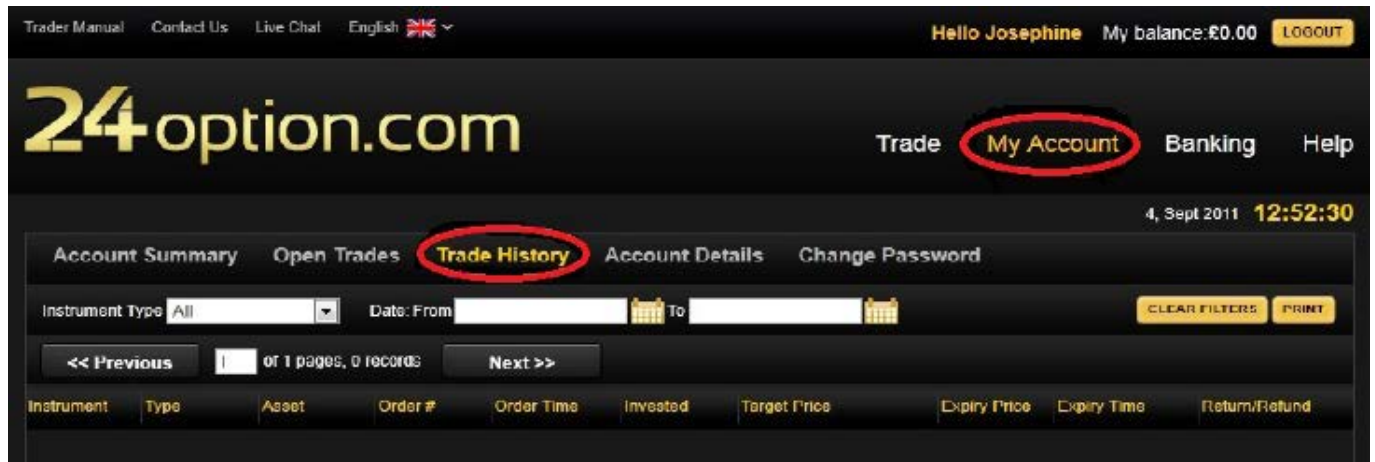 Trader Manual Contact Us Live Chat English
Hello Josephine My balance:£0.00 LOGOUT
24option.com
Trade My Account Banking Help
4, Sept 2011 12:52:30
Account Summary Open Trades Trade History Account Details Change Password
Instrument Type All Date: From To CLEAR FILTERS PRINT
<< Previous 1 of 1 pages, 0 records Next >>
Instrument Type Asset Order # Order Time Invested Target Price Expiry Price Expiry Time Return/Refund